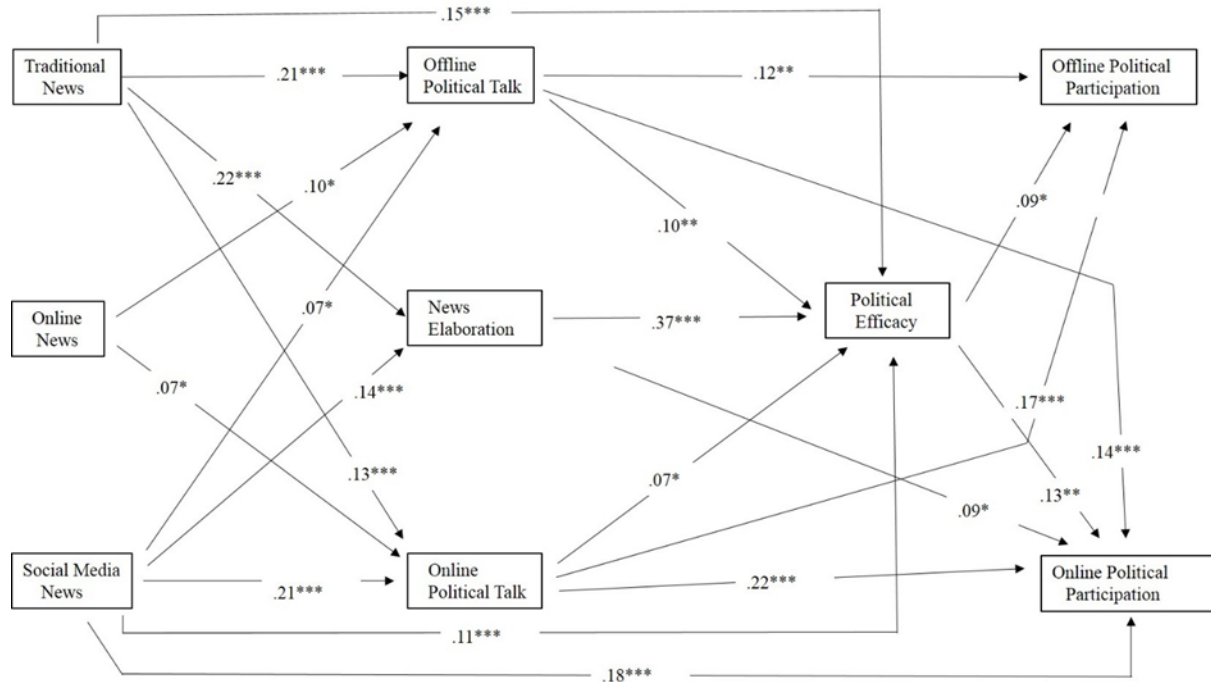 .15***
Traditional
News
.21***
Offline
Political Talk
.12**
Offline Political
Participation
.22***
.10*
.10**
.09*
Online
News
.07*
News
Elaboration
.37***
Political
Efficacy
.07*
.14***
.17***
.13***
.07*
.14***
.13**
.09*
Social Media
News
.21***
Online
Political Talk
.22***
Online Political
Participation
.11***
.18***